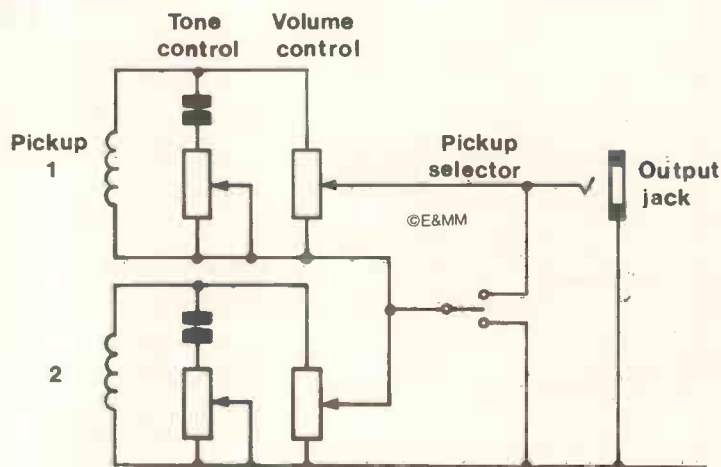 Tone
control
Volume
control
Pickup
1
Pickup
selector
Output
jack
©E&MM
2